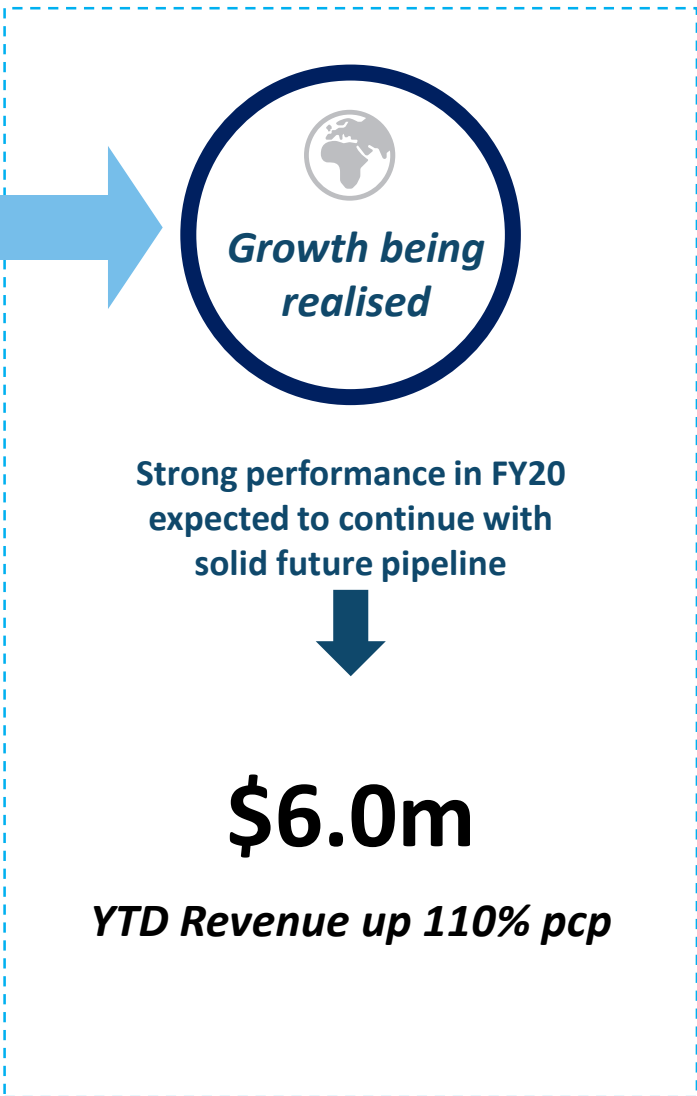 Growth being
realised
Strong performance in FY20
expected to continue with
solid future pipeline
$6.0m
YTD Revenue up 110% pcp